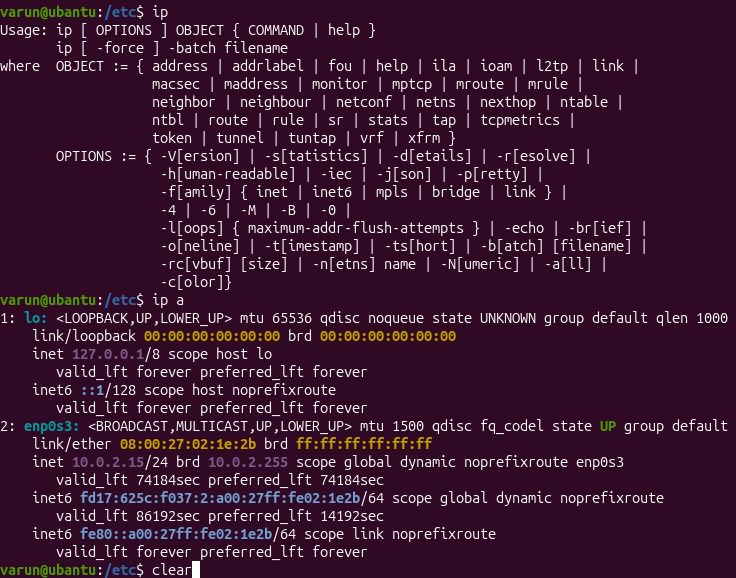 varun@ubantu:/etc$ ip
Usage: ip [ OPTIONS ] OBJECT { COMMAND | help }
       ip [ -force ] -batch filename
where  OBJECT := { address | addrlabel | fou | help | ila | ioam | l2tp | link |
                   macsec | maddress | monitor | mptcp | mroute | mrule |
                   neighbor | neighbour | netconf | netns | nexthop | ntable |
                   ntbl | route | rule | sr | stats | tap | tcpmetrics |
                   token | tunnel | tuntap | vrf | xfrm }
       OPTIONS := { -V[ersion] | -s[tatistics] | -d[etails] | -r[esolve] |
                    -h[uman-readable] | -iec | -j[son] | -p[retty] |
                    -f[amily] { inet | inet6 | mpls | bridge | link } |
                    -4 | -6 | -M | -B | -0 |
                    -l[oops] { maximum-addr-flush-attempts } | -echo | -br[ief] |
                    -o[neline] | -t[imestamp] | -ts[hort] | -b[atch] [filename] |
                    -rc[vbuf] [size] | -n[etns] name | -N[umeric] | -a[ll] |
                    -c[olor]}
varun@ubantu:/etc$ ip a
1: lo: <LOOPBACK,UP,LOWER_UP> mtu 65536 qdisc noqueue state UNKNOWN group default qlen 1000
    link/loopback 00:00:00:00:00:00 brd 00:00:00:00:00:00
    inet 127.0.0.1/8 scope host lo
       valid_lft forever preferred_lft forever
    inet6 ::1/128 scope host noprefixroute
       valid_lft forever preferred_lft forever
2: enp0s3: <BROADCAST,MULTICAST,UP,LOWER_UP> mtu 1500 qdisc fq_codel state UP group default
    link/ether 08:00:27:02:1e:2b brd ff:ff:ff:ff:ff:ff
    inet 10.0.2.15/24 brd 10.0.2.255 scope global dynamic noprefixroute enp0s3
       valid_lft 74184sec preferred_lft 74184sec
    inet6 fd17:625c:f037:2:a00:27ff:fe02:1e2b/64 scope global dynamic noprefixroute
       valid_lft 86192sec preferred_lft 14192sec
    inet6 fe80::a00:27ff:fe02:1e2b/64 scope link noprefixroute
       valid_lft forever preferred_lft forever
varun@ubantu:/etc$ clear